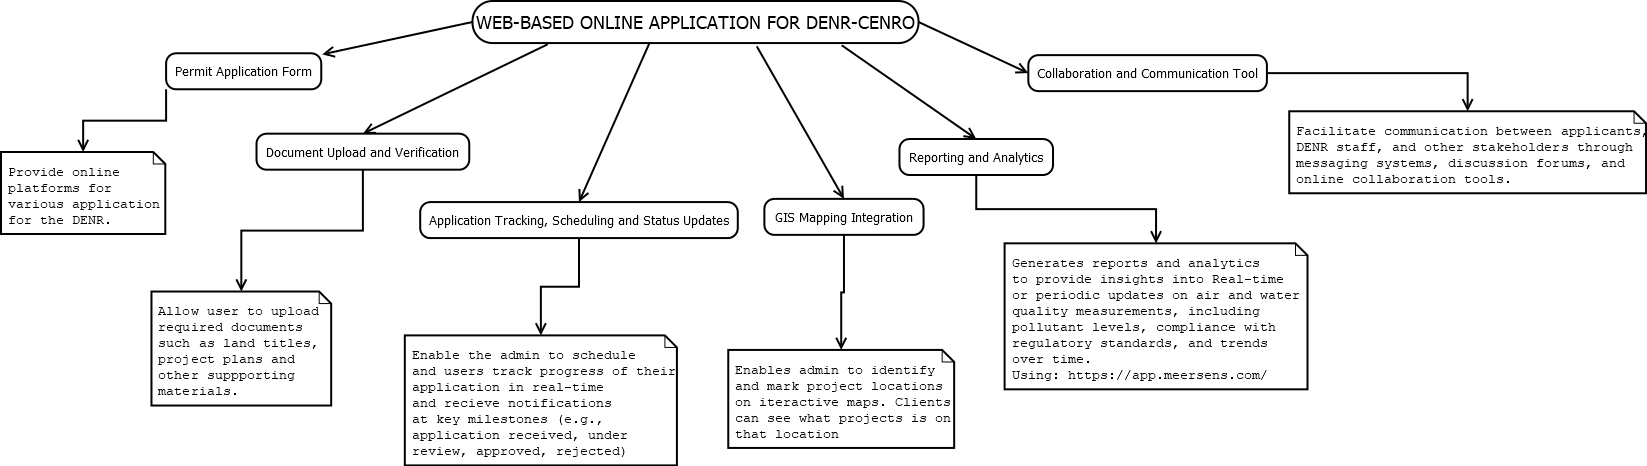 WEB-BASED ONLINE APPLICATION FOR DENR-CENRO
Permit Application Form
Provide online
platforms for
various application
for the DENR.
Document Upload and Verification
Allow user to upload
required documents
such as land titles,
project plans and
other suppporting
materials.
Application Tracking, Scheduling and Status Updates
Enable the admin to schedule
and users track progress of their
application in real-time
and recieve notifications
at key milestones (e.g.,
application received, under
review, approved, rejected)
GIS Mapping Integration
Enables admin to identify
and mark project locations
on iteractive maps. Clients
can see what projects is on
that location
Reporting and Analytics
Generates reports and analytics
to provide insights into Real-time
or periodic updates on air and water
quality measurements, including
pollutant levels, compliance with
regulatory standards, and trends
over time.
Using: https://app.meersens.com/
Collaboration and Communication Tool
Facilitate communication between applicants,
DENR staff, and other stakeholders through
messaging systems, discussion forums, and
online collaboration tools.